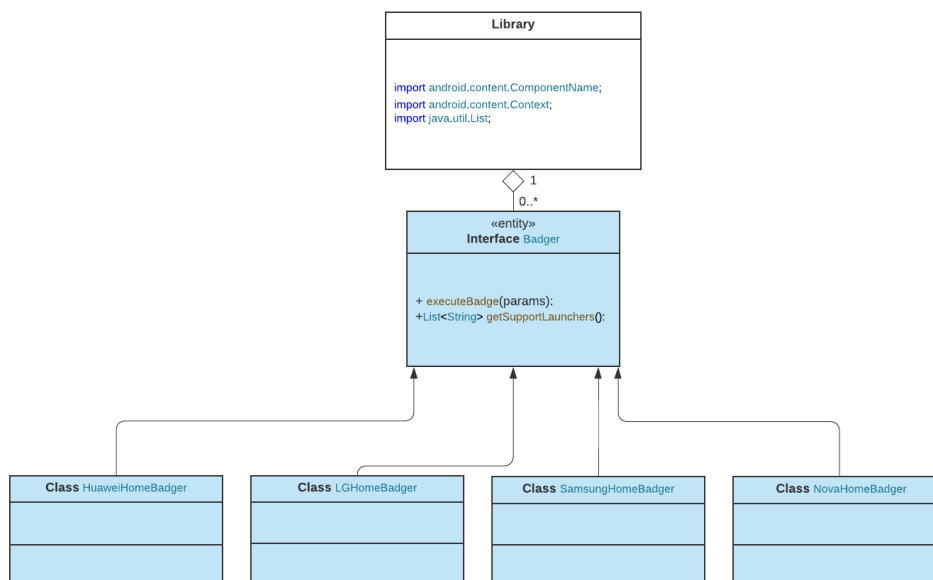 Library
import android.content.ComponentName;
import android.content.Context;
import java.util.List;
1
0..*
«entity»
Interface Badger
+ executeBadge(params):
+List<String> getSupportLaunchers():
Class HuaweiHomeBadger
Class LGHomeBadger
Class SamsungHomeBadger
Class NovaHomeBadger